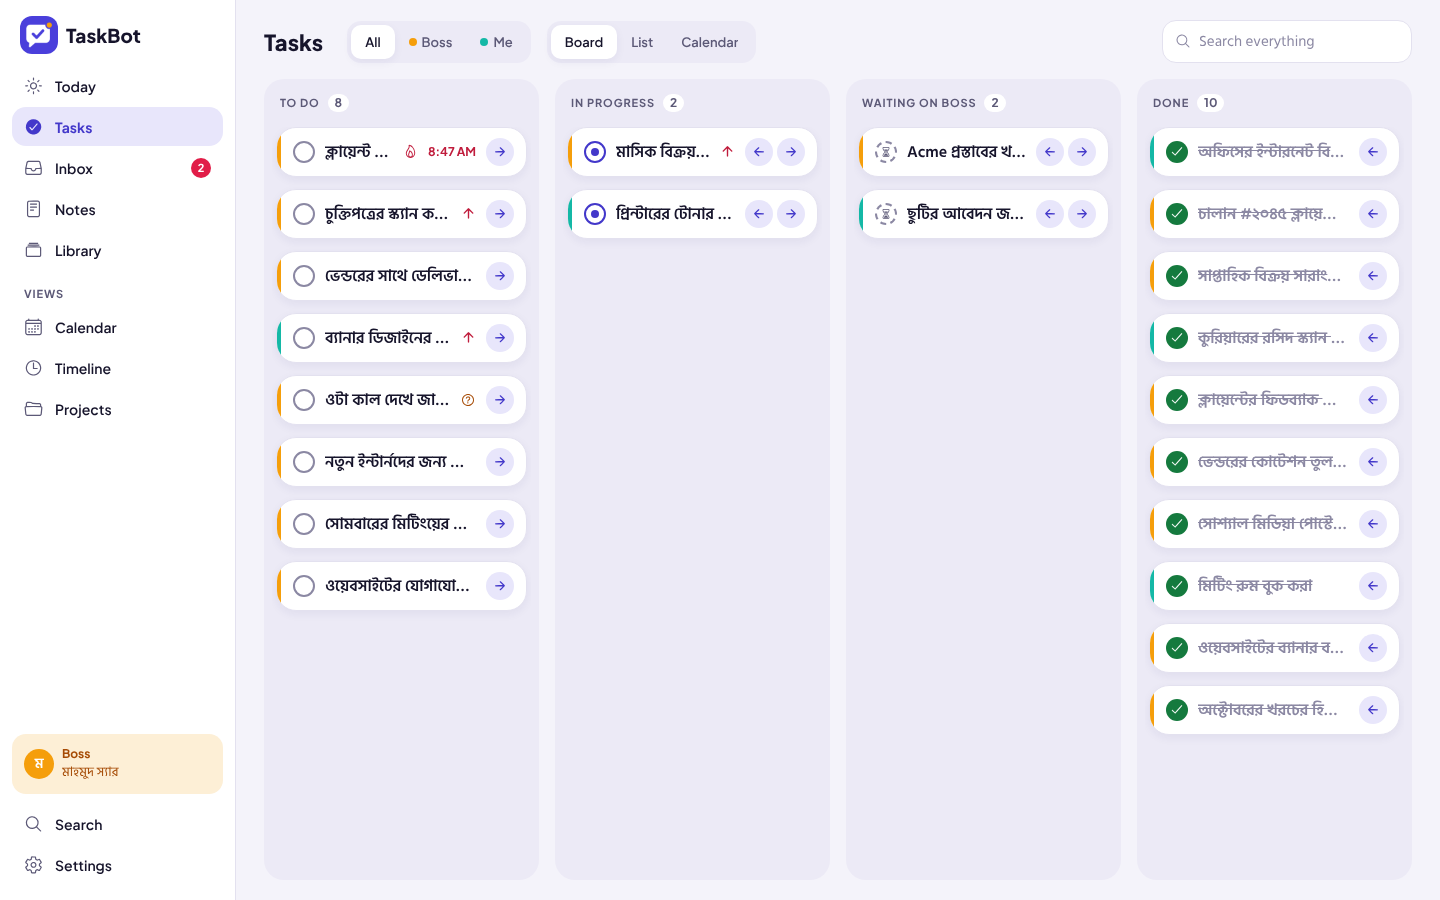 TaskBot
Today
Tasks
Inbox 2
Notes
Library
VIEWS
Calendar
Timeline
Projects
ম
Boss
মাহমুদ স্যার
Search
Settings
Tasks
All
Boss
Me
Board
List
Calendar
Search everything
TO DO 8
ক্লায়েন্ট ... 8:47 AM
চুক্তিপত্রের স্ক্যান ক...
ভেন্ডরের সাথে ডেলিভা...
ব্যানার ডিজাইনের ...
ওটা কাল দেখে জা...
নতুন ইন্টার্নদের জন্য ...
সোমবারের মিটিংয়ের ...
ওয়েবসাইটের যোগাযো...
IN PROGRESS 2
মাসিক বিক্রয়...
প্রিন্টারের টোনার ...
WAITING ON BOSS 2
Acme প্রস্তাবের খ...
ছুটির আবেদন জ...
DONE 10
অফিসের ইন্টারনেট বি...
চালান #২০৪৫ ক্লায়ে...
সাপ্তাহিক বিক্রয় সারাং...
কুরিয়ারের রসিদ স্ক্যান ...
ক্লায়েন্টের ফিডব্যাক ...
ভেন্ডরের কোটেশন তুল...
সোশ্যাল মিডিয়া পোস্টে...
মিটিং রুম বুক করা
ওয়েবসাইটের ব্যানার ব...
অক্টোবরের খরচের হি...